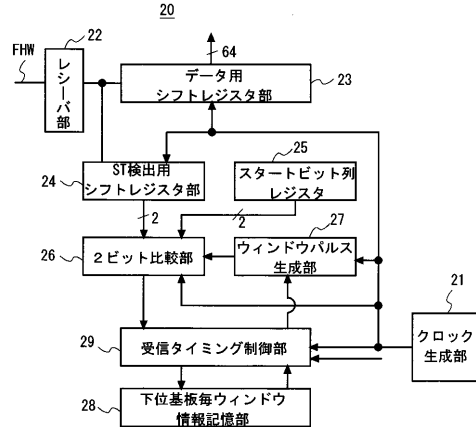 20
FHW
22
レシーバ部
64
データ用
シフトレジスタ部
23
ST検出用
シフトレジスタ部
24
25
スタートビット列
レジスタ
2
2
26
2ビット比較部
27
ウィンドウパルス
生成部
21
クロック
生成部
29
受信タイミング制御部
28
下位基板毎ウィンドウ
情報記憶部